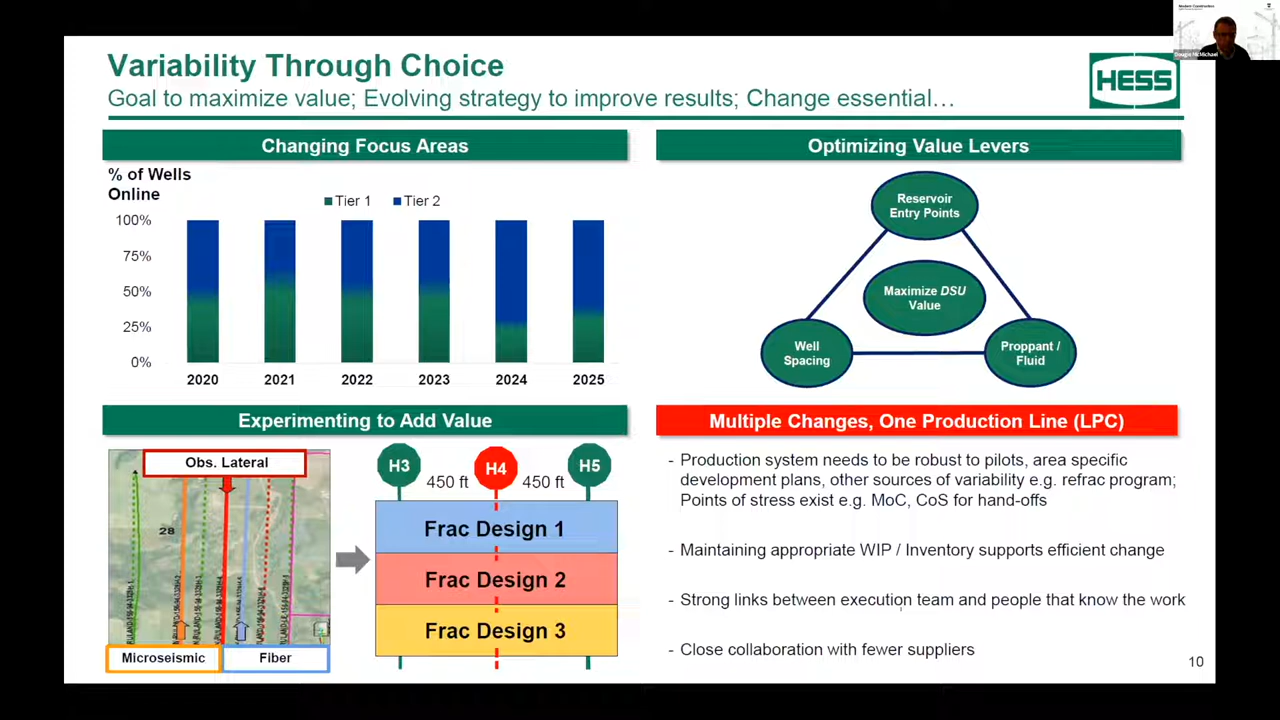 Variability Through Choice
Goal to maximize value; Evolving strategy to improve results; Change essential…
HESS
Dougie McMichael
Changing Focus Areas
% of Wells
Online
Tier 1
Tier 2
100%
75%
50%
25%
0%
2020
2021
2022
2023
2024
2025
Optimizing Value Levers
Reservoir
Entry Points
Maximize DSU
Value
Well
Spacing
Proppant /
Fluid
Experimenting to Add Value
Obs. Lateral
28
Microseismic
Fiber
H3
450 ft
H4
450 ft
H5
Frac Design 1
Frac Design 2
Frac Design 3
Multiple Changes, One Production Line (LPC)
- Production system needs to be robust to pilots, area specific
development plans, other sources of variability e.g. refrac program;
Points of stress exist e.g. MoC, CoS for hand-offs
- Maintaining appropriate WIP / Inventory supports efficient change
- Strong links between execution team and people that know the work
- Close collaboration with fewer suppliers
10